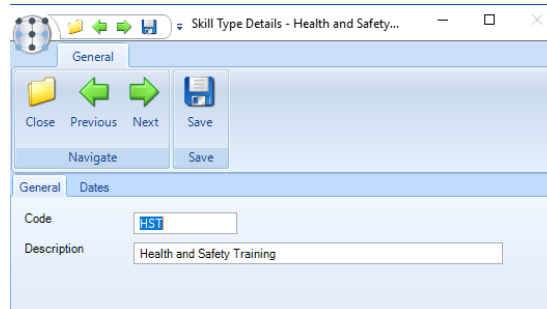 Skill Type Details - Health and Safety...
General
Close Previous Next Save
Navigate Save
General Dates
Code HST
Description Health and Safety Training